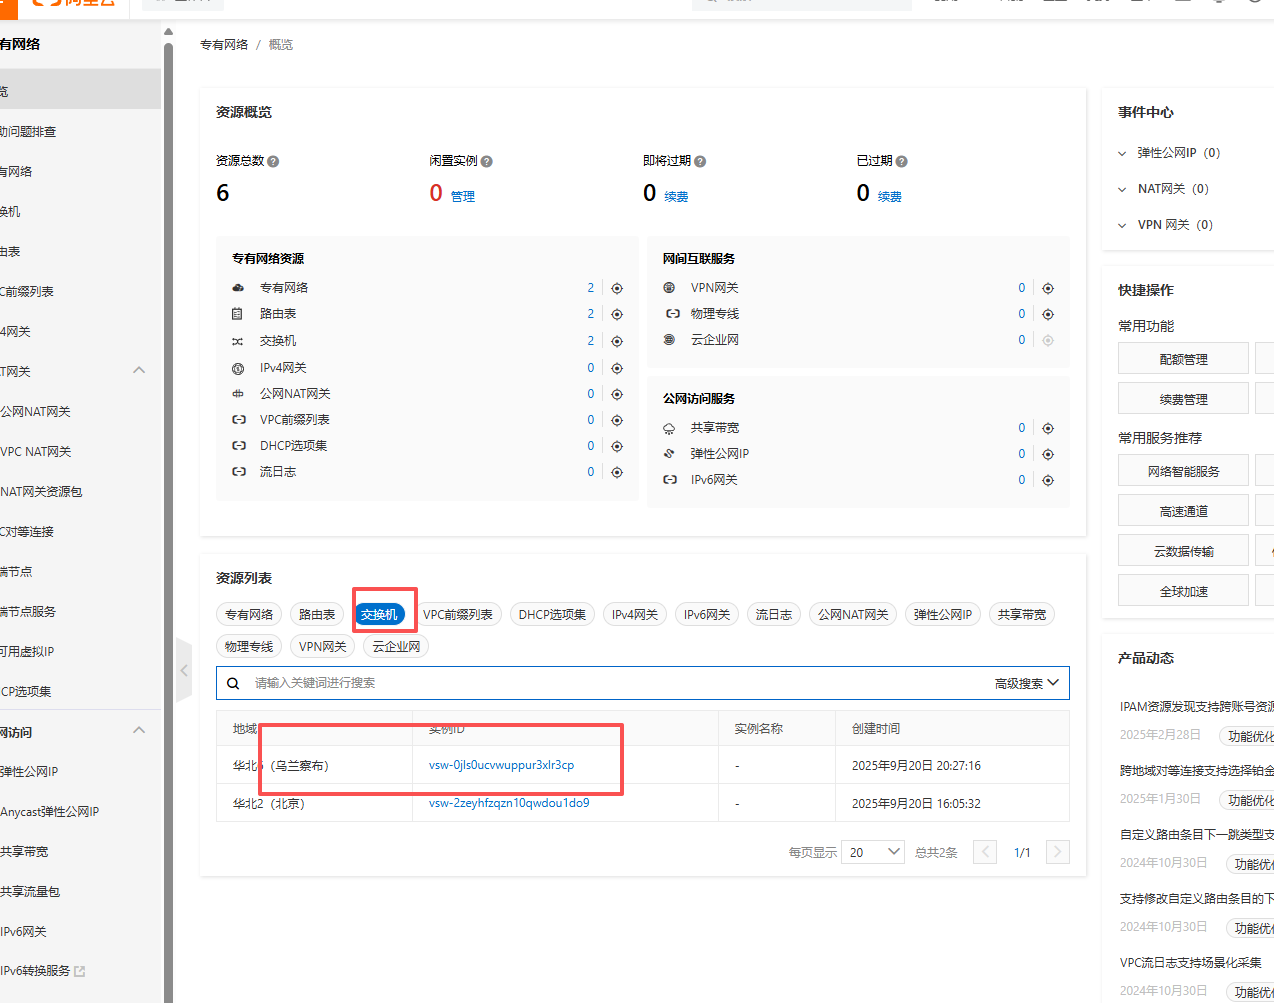 阿里云
有网络
专有网络 / 概览
览
助问题排查
有网络
换机
由表
C前缀列表
4网关
T网关
公网NAT网关
VPC NAT网关
NAT网关资源包
C对等连接
端节点
端节点服务
可用虚拟IP
CP选项集
网访问
弹性公网IP
Anycast弹性公网IP
共享带宽
共享流量包
IPv6网关
IPv6转换服务
资源概览
资源总数
6
闲置实例
0 管理
即将过期
0 续费
已过期
0 续费
专有网络资源
专有网络 2
路由表 2
交换机 2
IPv4网关 0
公网NAT网关 0
VPC前缀列表 0
DHCP选项集 0
流日志 0
网间互联服务
VPN网关 0
物理专线 0
云企业网 0
公网访问服务
共享带宽 0
弹性公网IP 0
IPv6网关 0
资源列表
专有网络 路由表 交换机 VPC前缀列表 DHCP选项集 IPv4网关 IPv6网关 流日志 公网NAT网关 弹性公网IP 共享带宽
物理专线 VPN网关 云企业网
请输入关键词进行搜索 高级搜索
地域 实例ID 实例名称 创建时间
华北6（乌兰察布） vsw-0jls0ucvwuppur3xlr3cp - 2025年9月20日 20:27:16
华北2（北京） vsw-2zeyhfzqzn10qwdou1do9 - 2025年9月20日 16:05:32
每页显示 20 总共2条 1/1
事件中心
弹性公网IP（0）
NAT网关（0）
VPN 网关（0）
快捷操作
常用功能
配额管理
续费管理
常用服务推荐
网络智能服务
高速通道
云数据传输
全球加速
产品动态
IPAM资源发现支持跨账号资源
2025年2月28日 功能优化
跨地域对等连接支持选择铂金
2025年1月30日 功能优化
自定义路由条目下一跳类型支
2024年10月30日 功能优
支持修改自定义路由条目的下
2024年10月30日 功能优
VPC流日志支持场景化采集
2024年10月30日 功能优